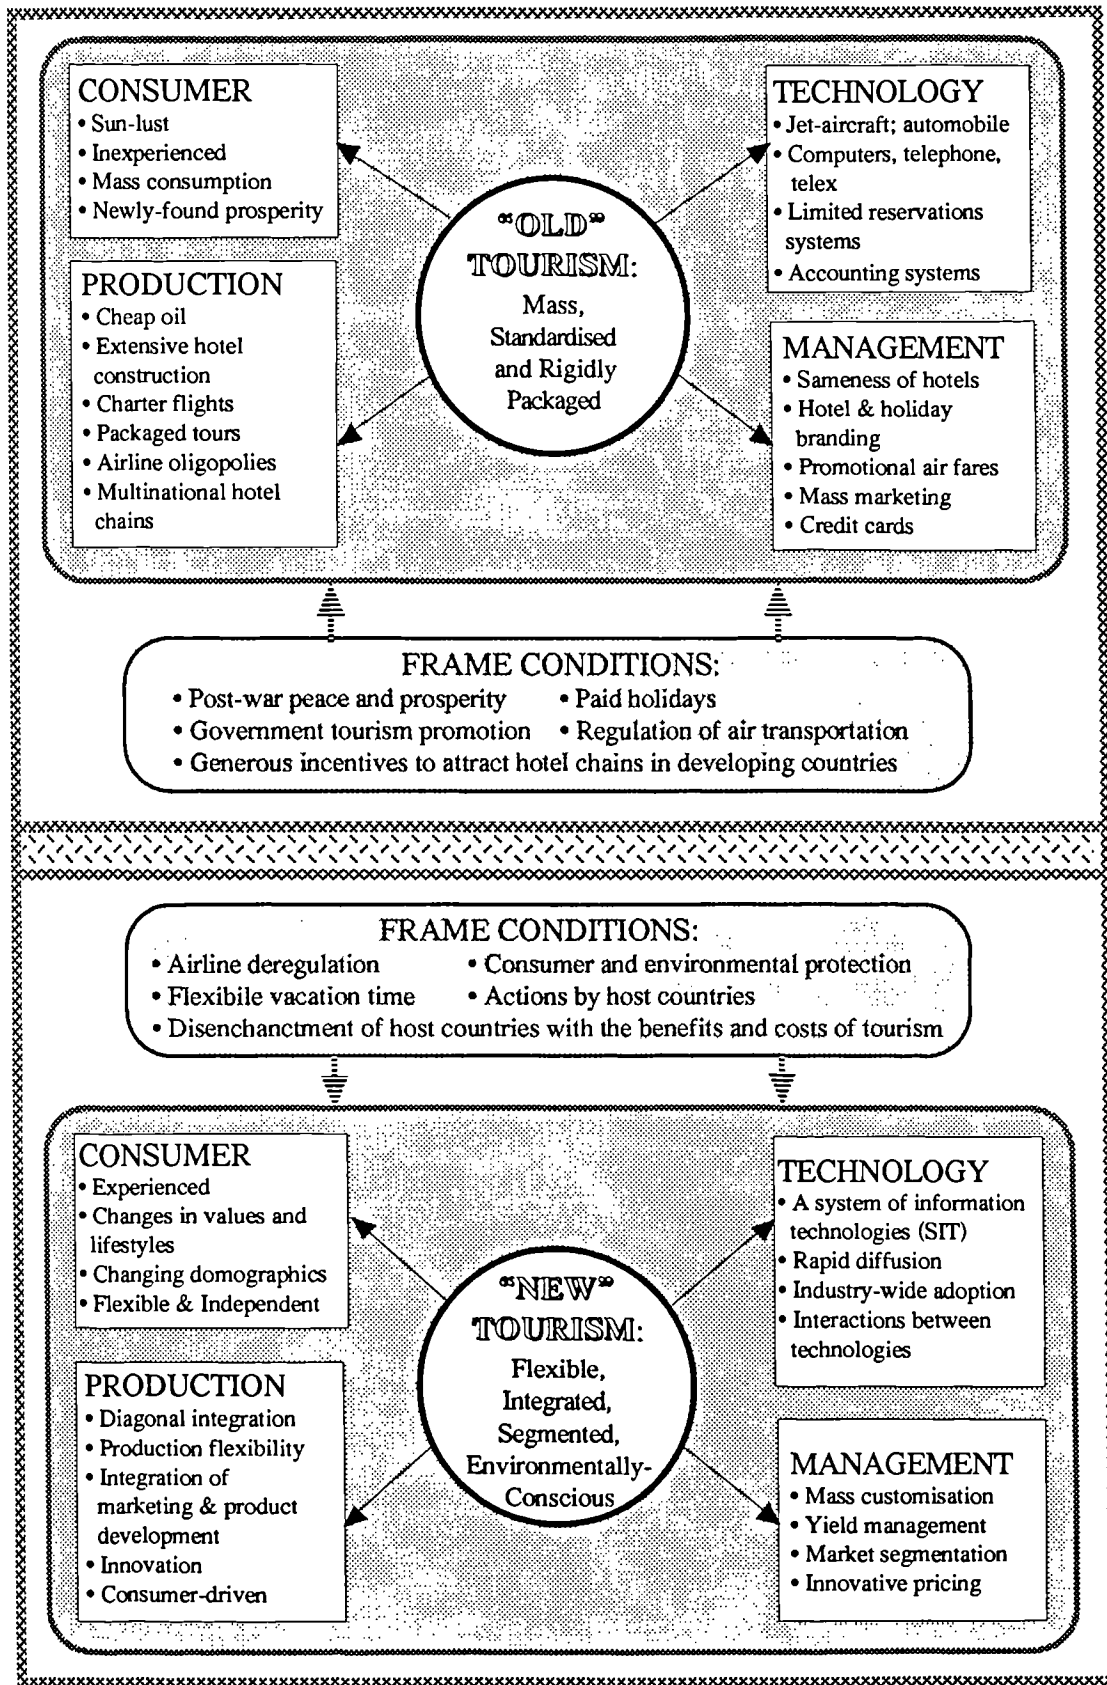 CONSUMER
• Sun-lust
• Inexperienced
• Mass consumption
• Newly-found prosperity
PRODUCTION
• Cheap oil
• Extensive hotel
construction
• Charter flights
• Packaged tours
• Airline oligopolies
• Multinational hotel
chains
"OLD"
TOURISM:
Mass,
Standardised
and Rigidly
Packaged
TECHNOLOGY
• Jet-aircraft; automobile
• Computers, telephone,
telex
• Limited reservations
systems
• Accounting systems
MANAGEMENT
• Sameness of hotels
• Hotel & holiday
branding
• Promotional air fares
• Mass marketing
• Credit cards
FRAME CONDITIONS:
• Post-war peace and prosperity • Paid holidays
• Government tourism promotion • Regulation of air transportation
• Generous incentives to attract hotel chains in developing countries
FRAME CONDITIONS:
• Airline deregulation • Consumer and environmental protection
• Flexibile vacation time • Actions by host countries
• Disenchanctment of host countries with the benefits and costs of tourism
CONSUMER
• Experienced
• Changes in values and
lifestyles
• Changing domographics
• Flexible & Independent
PRODUCTION
• Diagonal integration
• Production flexibility
• Integration of
marketing & product
development
• Innovation
• Consumer-driven
"NEW"
TOURISM:
Flexible,
Integrated,
Segmented,
Environmentally-
Conscious
TECHNOLOGY
• A system of information
technologies (SIT)
• Rapid diffusion
• Industry-wide adoption
• Interactions between
technologies
MANAGEMENT
• Mass customisation
• Yield management
• Market segmentation
• Innovative pricing